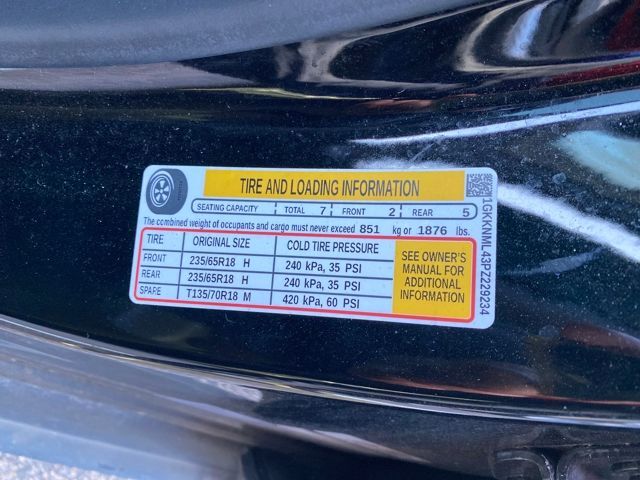 TIRE AND LOADING INFORMATION
SEATING CAPACITY TOTAL 7 FRONT 2 REAR 5
The combined weight of occupants and cargo must never exceed 851 kg or 1876 lbs.
TIRE ORIGINAL SIZE COLD TIRE PRESSURE
FRONT 235/65R18 H 240 kPa, 35 PSI
REAR 235/65R18 H 240 kPa, 35 PSI
SPARE T135/70R18 M 420 kPa, 60 PSI
SEE OWNER'S
MANUAL FOR
ADDITIONAL
INFORMATION
1GKKNML43PZ229234